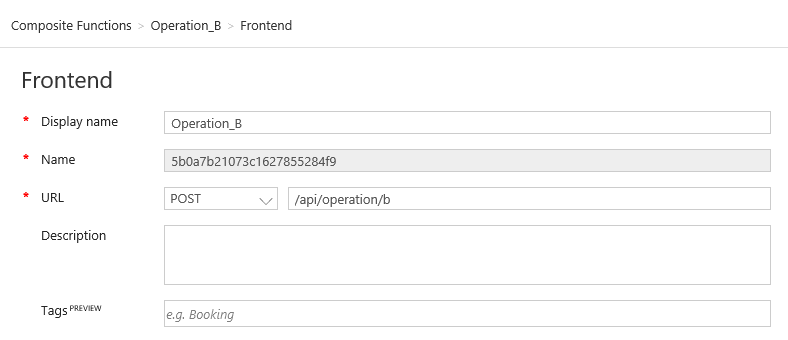 Composite Functions > Operation_B > Frontend
Frontend
* Display name Operation_B
* Name 5b0a7b21073c1627855284f9
* URL POST /api/operation/b
Description
Tags PREVIEW e.g. Booking